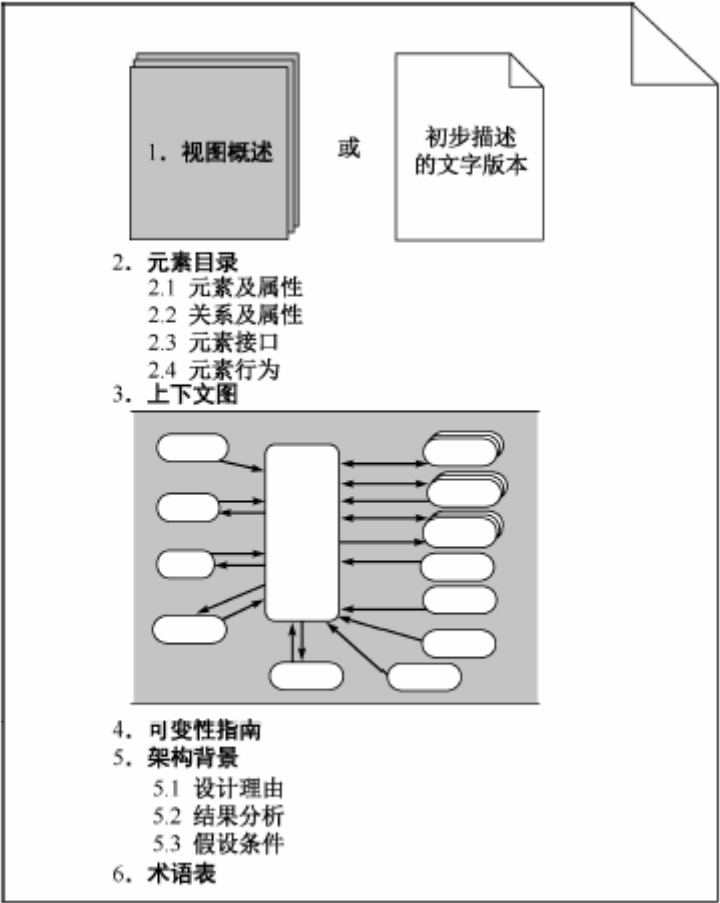 1. 视图概述
或
初步描述
的文字版本
2. 元素目录
2.1 元素及属性
2.2 关系及属性
2.3 元素接口
2.4 元素行为
3. 上下文图
4. 可变性指南
5. 架构背景
5.1 设计理由
5.2 结果分析
5.3 假设条件
6. 术语表